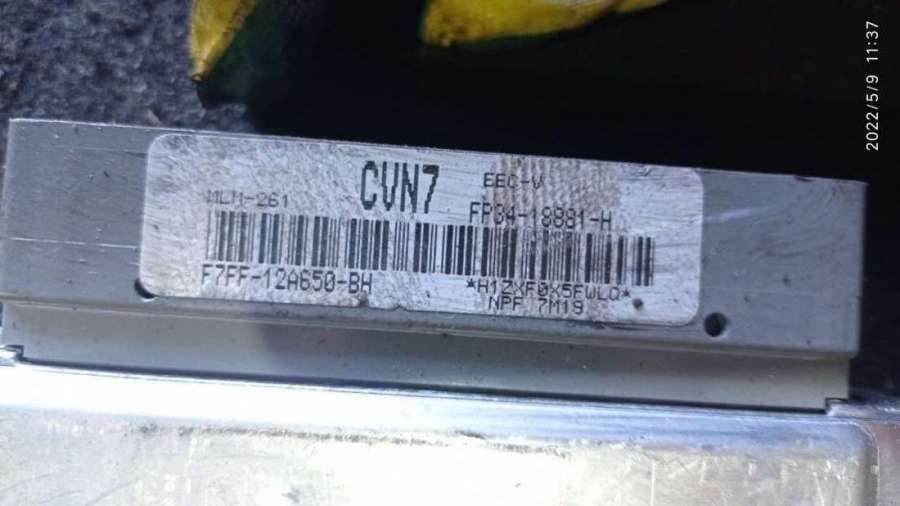 CVN7 EEC-V
MLM-261 FP34-18881-H
F7FF-12A650-BH *H1ZXF0X5FWLQ*
NPF 7M19
2022/5/9 11:37